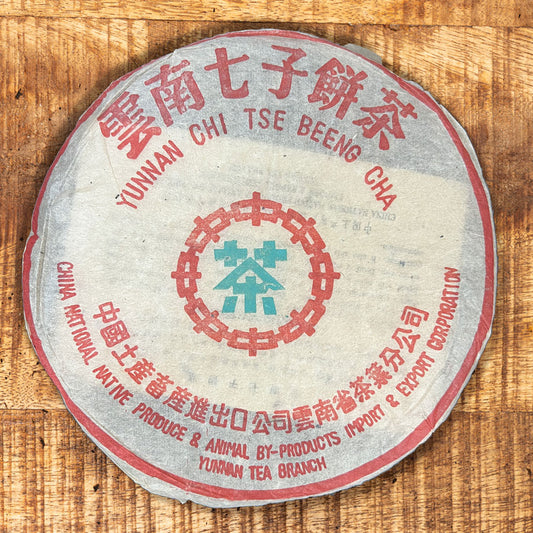 雲南七子餅茶
YUNNAN CHI TSE BEENG CHA
茶
中國土産畜産進出口公司雲南省茶葉分公司
CHINA NATIONAL NATIVE PRODUCE & ANIMAL BY-PRODUCTS IMPORT & EXPORT CORPORATION
YUNNAN TEA BRANCH